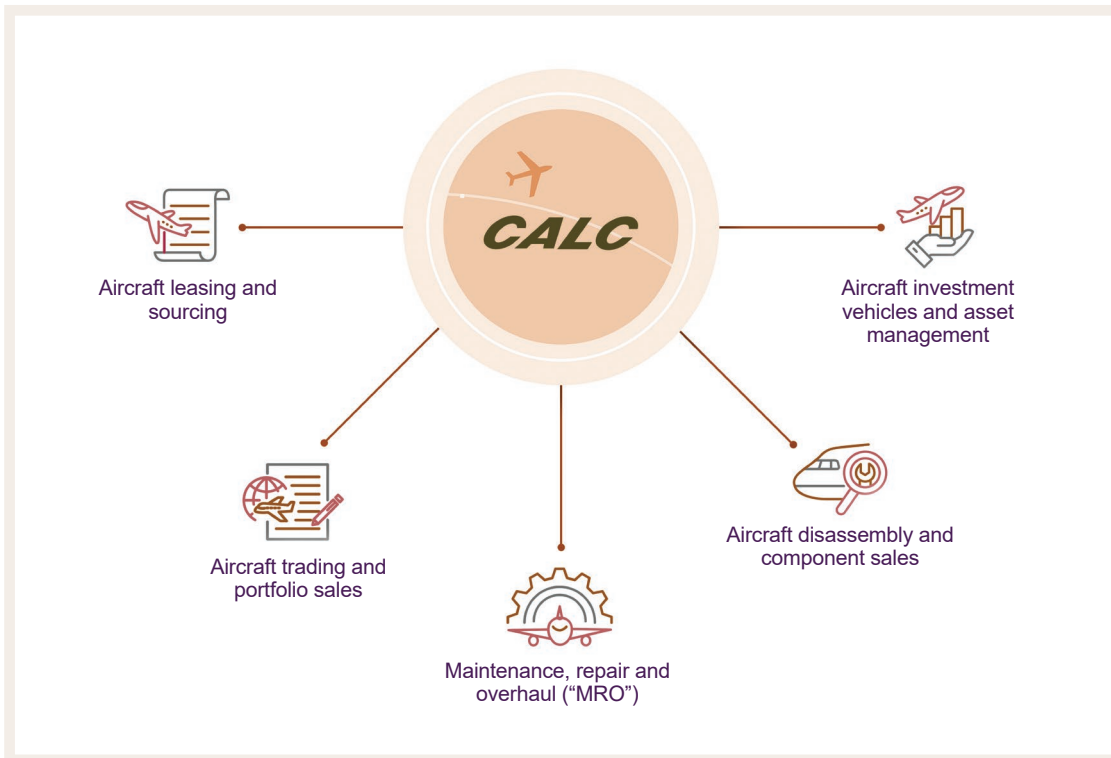 CALC
Aircraft leasing and
sourcing
Aircraft investment
vehicles and asset
management
Aircraft trading and
portfolio sales
Aircraft disassembly and
component sales
Maintenance, repair and
overhaul (“MRO”)